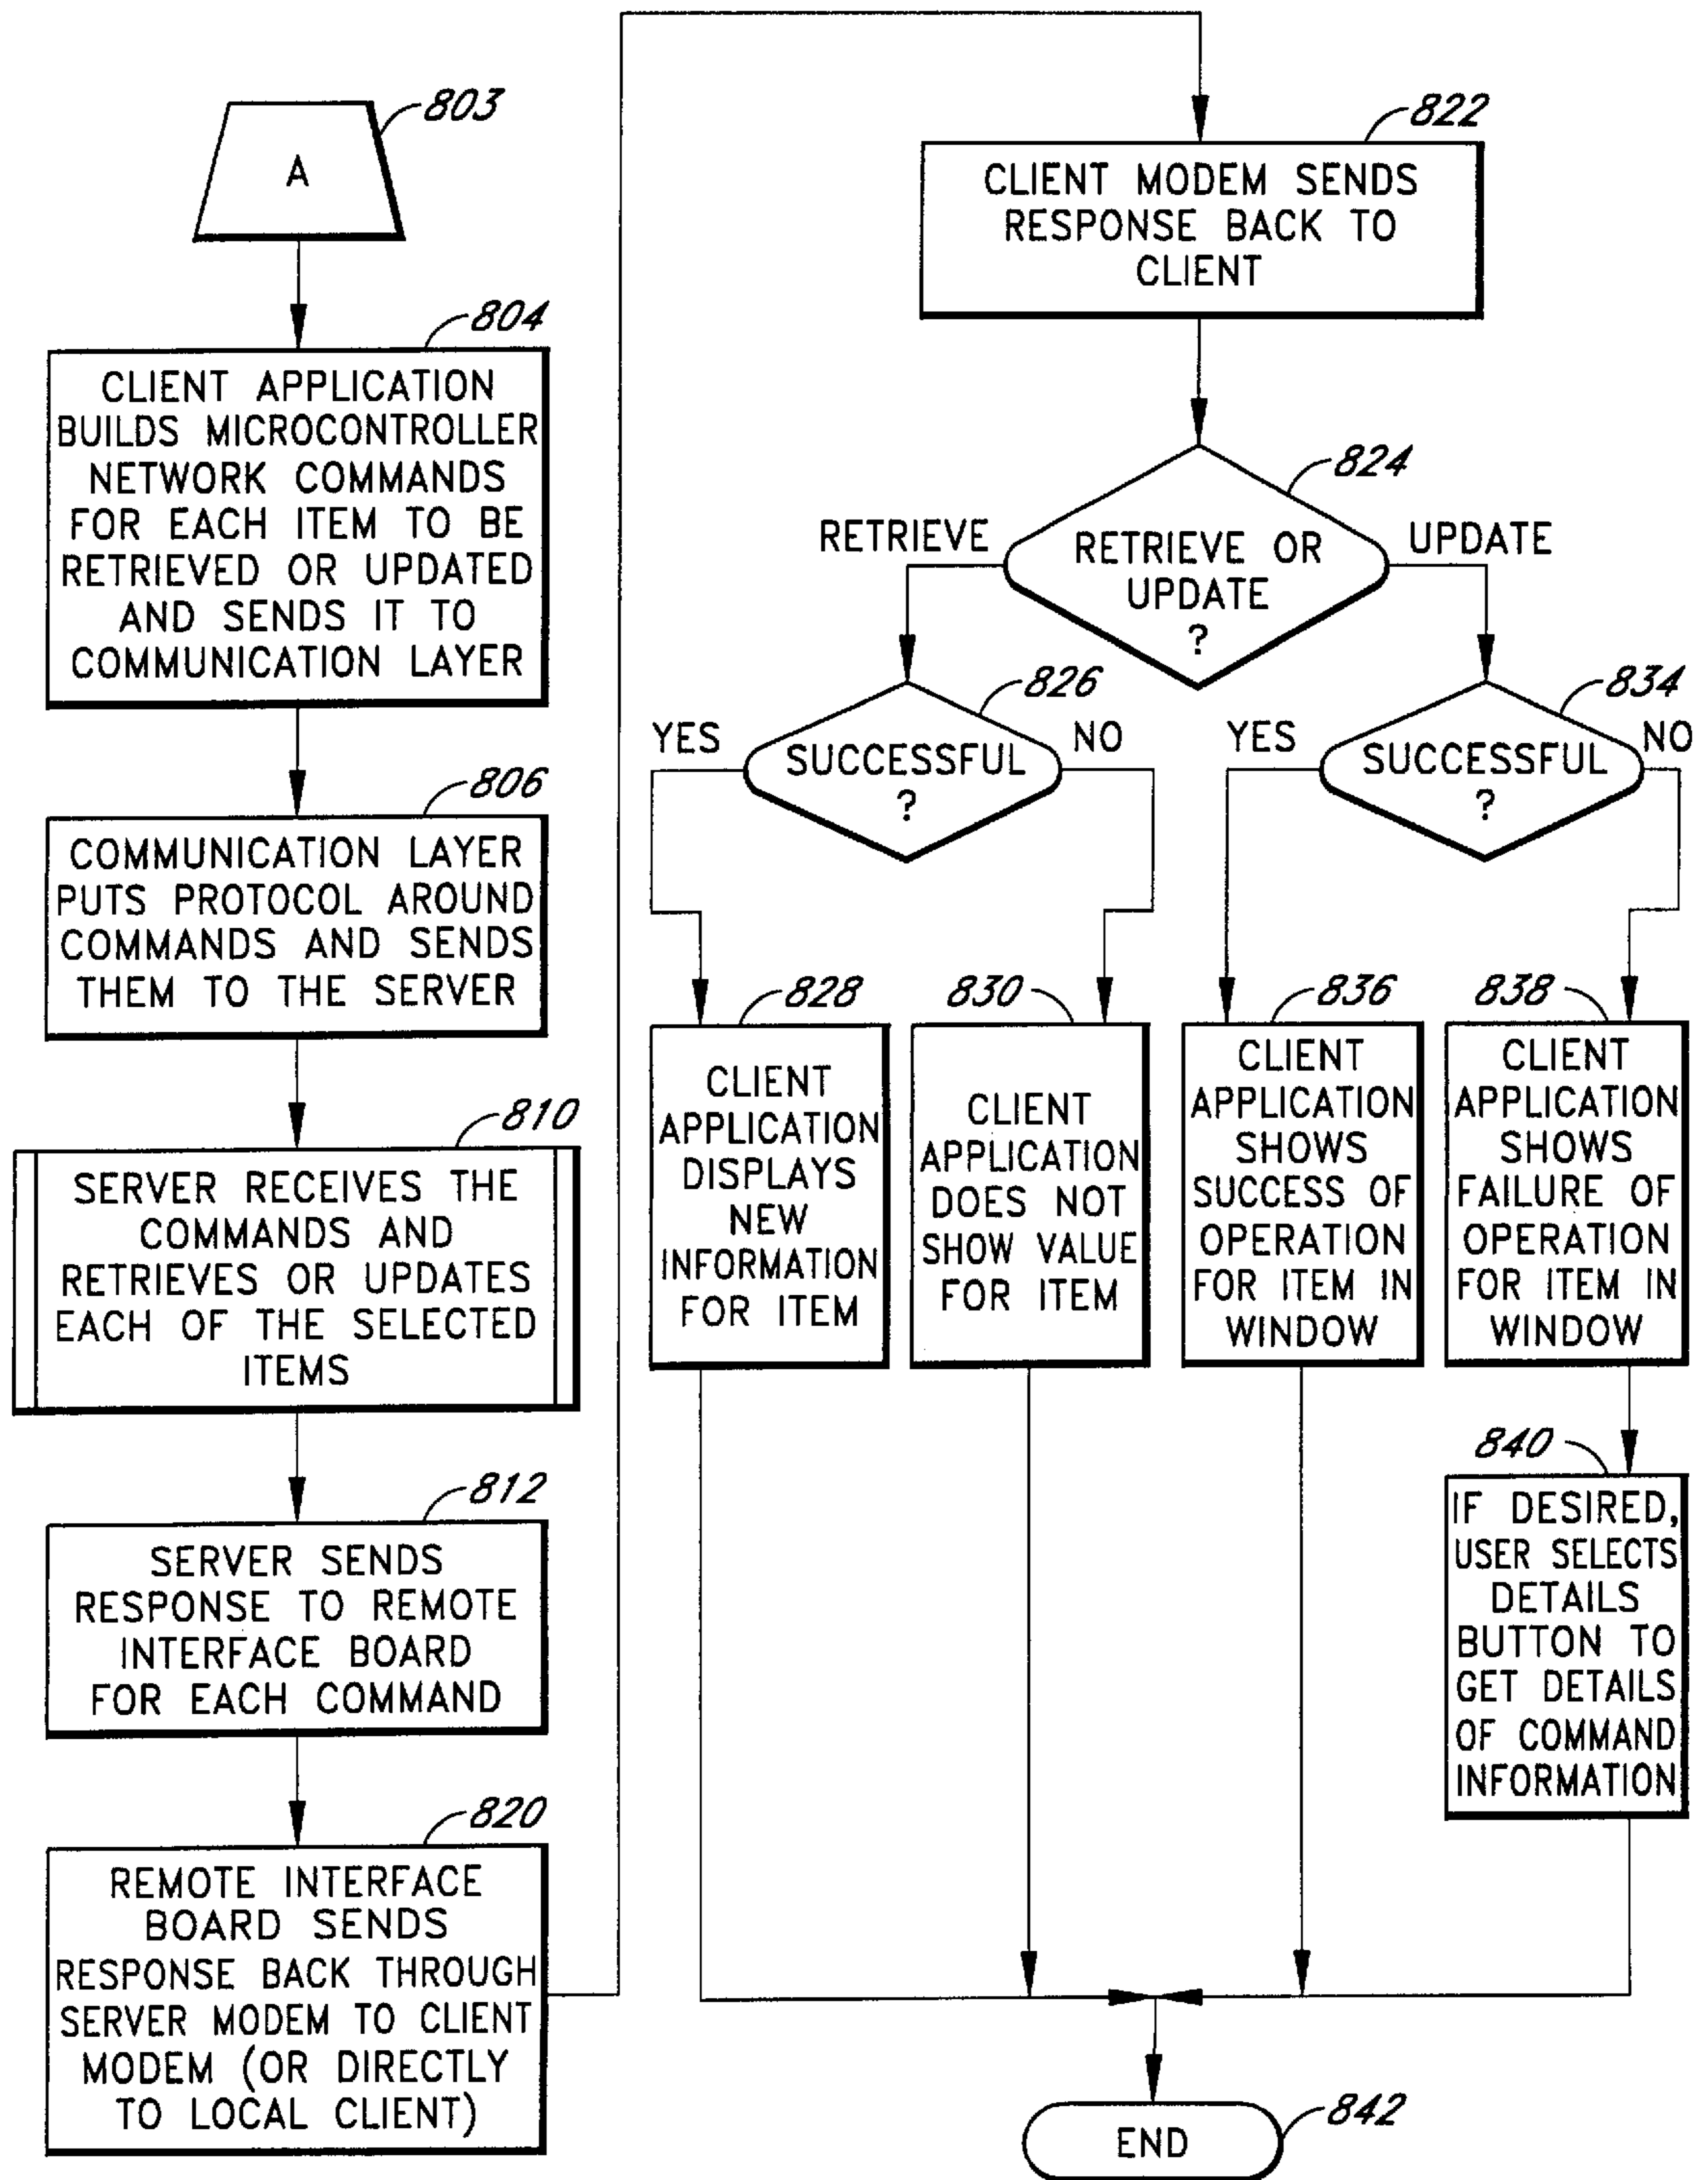 803
A
804
CLIENT APPLICATION
BUILDS MICROCONTROLLER
NETWORK COMMANDS
FOR EACH ITEM TO BE
RETRIEVED OR UPDATED
AND SENDS IT TO
COMMUNICATION LAYER
806
COMMUNICATION LAYER
PUTS PROTOCOL AROUND
COMMANDS AND SENDS
THEM TO THE SERVER
810
SERVER RECEIVES THE
COMMANDS AND
RETRIEVES OR UPDATES
EACH OF THE SELECTED
ITEMS
812
SERVER SENDS
RESPONSE TO REMOTE
INTERFACE BOARD
FOR EACH COMMAND
820
REMOTE INTERFACE
BOARD SENDS
RESPONSE BACK THROUGH
SERVER MODEM TO CLIENT
MODEM (OR DIRECTLY
TO LOCAL CLIENT)
822
CLIENT MODEM SENDS
RESPONSE BACK TO
CLIENT
824
RETRIEVE
RETRIEVE OR
UPDATE
?
UPDATE
826
YES
SUCCESSFUL
?
NO
834
YES
SUCCESSFUL
?
NO
828
CLIENT
APPLICATION
DISPLAYS
NEW
INFORMATION
FOR ITEM
830
CLIENT
APPLICATION
DOES NOT
SHOW VALUE
FOR ITEM
836
CLIENT
APPLICATION
SHOWS
SUCCESS OF
OPERATION
FOR ITEM IN
WINDOW
838
CLIENT
APPLICATION
SHOWS
FAILURE OF
OPERATION
FOR ITEM IN
WINDOW
840
IF DESIRED,
USER SELECTS
DETAILS
BUTTON TO
GET DETAILS
OF COMMAND
INFORMATION
842
END